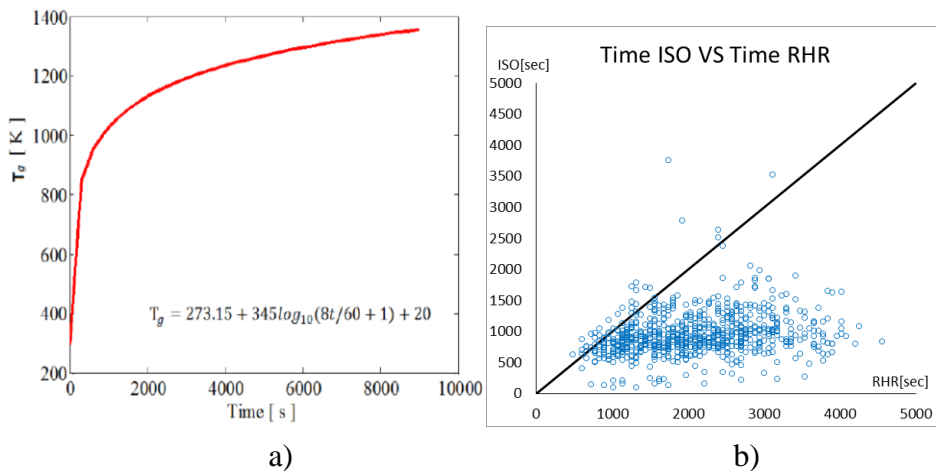 1400
1200
1000
800
600
400
200
T_g [ K ]
T_g = 273.15 + 345log_10(8t/60 + 1) + 20
0 2000 4000 6000 8000 10000
Time [ s ]
a)
Time ISO VS Time RHR
ISO[sec]
5000
4500
4000
3500
3000
2500
2000
1500
1000
500
0
RHR[sec]
0 1000 2000 3000 4000 5000
b)